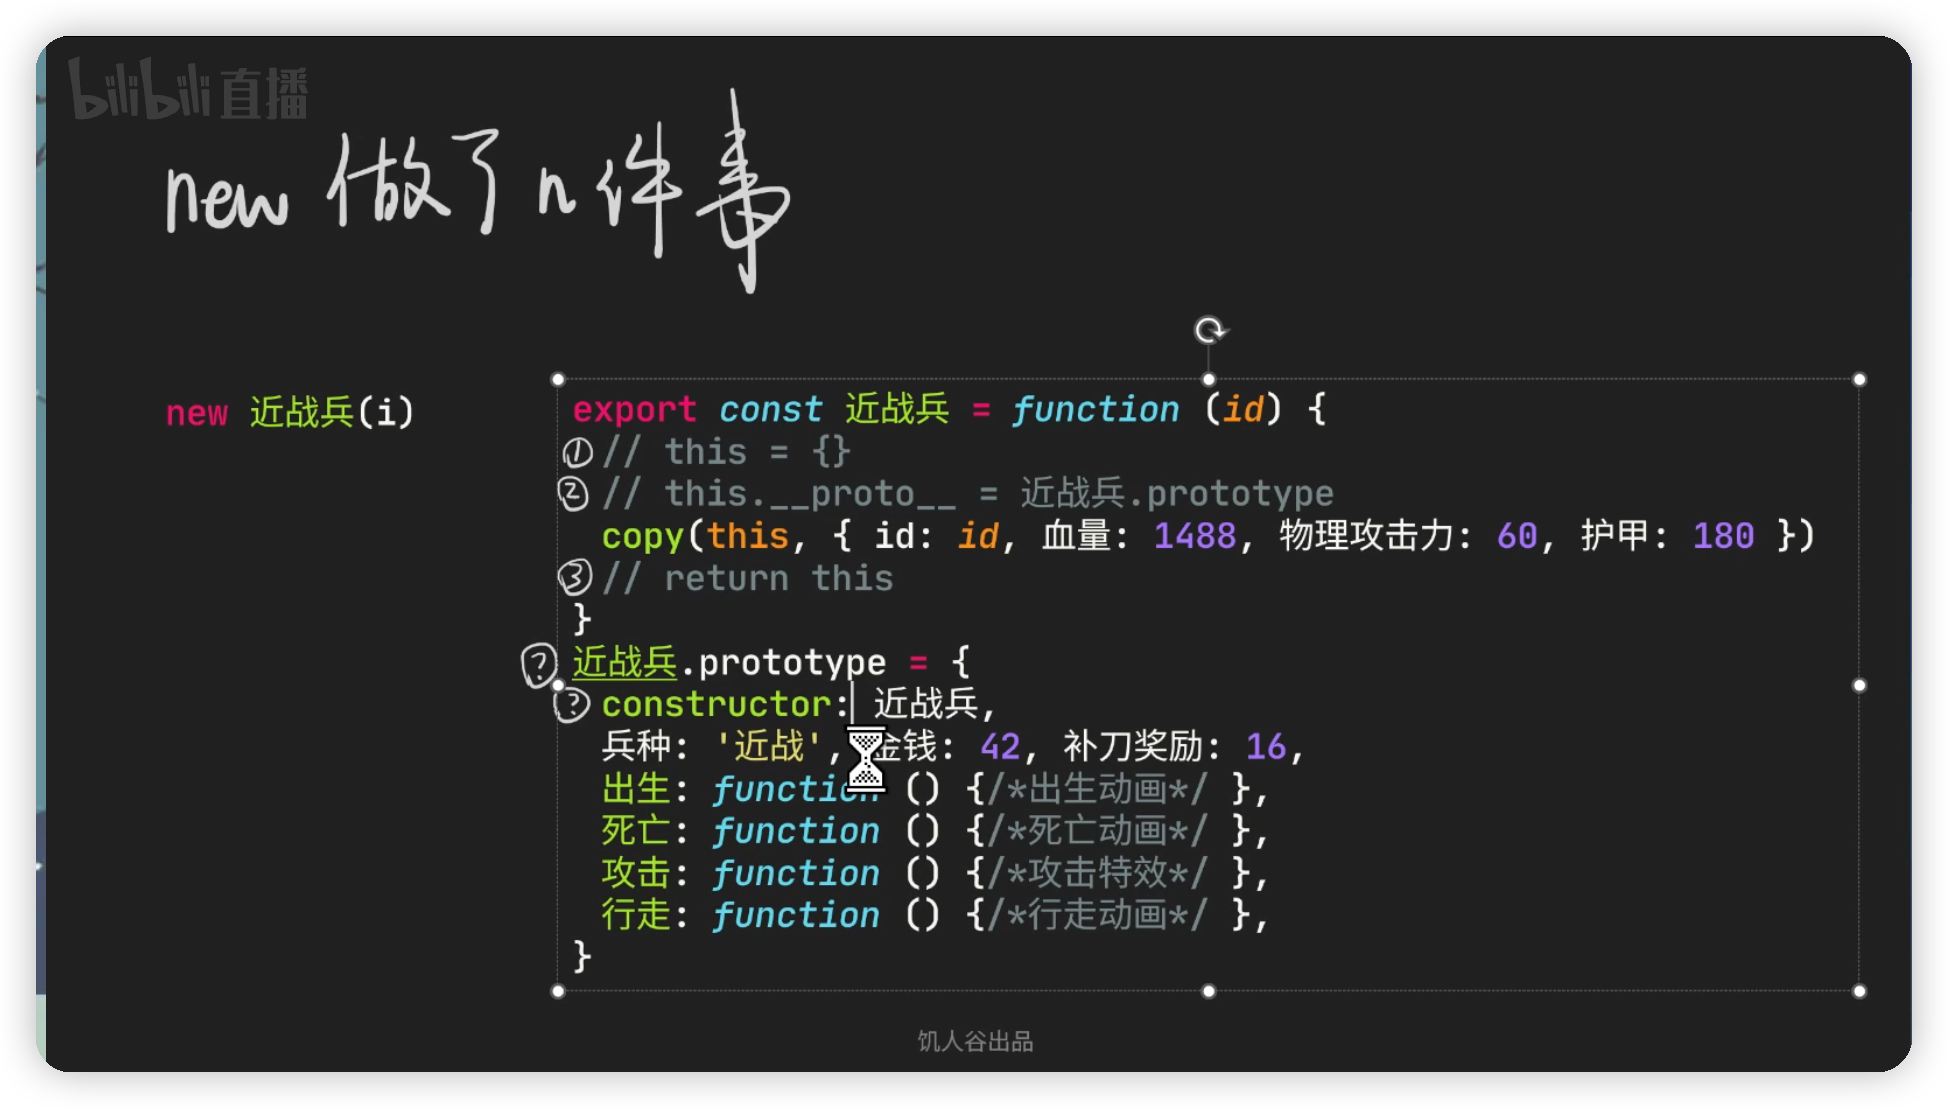 bilibili直播
new 做了n件事
new 近战兵(i)
export const 近战兵 = function (id) {
① // this = {}
② // this.__proto__ = 近战兵.prototype
copy(this, { id: id, 血量: 1488, 物理攻击力: 60, 护甲: 180 })
③ // return this
}
? 近战兵.prototype = {
? constructor: 近战兵,
兵种: '近战', 金钱: 42, 补刀奖励: 16,
出生: function () {/*出生动画*/ },
死亡: function () {/*死亡动画*/ },
攻击: function () {/*攻击特效*/ },
行走: function () {/*行走动画*/ },
}
饥人谷出品